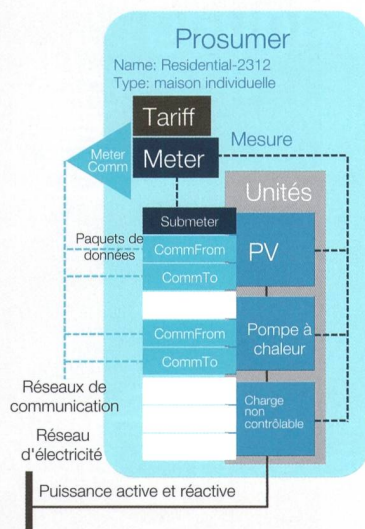 Prosumer
Name: Residential-2312
Type: maison individuelle
Tariff
Meter
Meter
Comm
Mesure
Unités
Submeter
Paquets de
données
CommFrom
CommTo
PV
CommFrom
CommTo
Pompe à
chaleur
Réseaux de
communication
Charge
non
contrôlable
Réseau
d'électricité
Puissance active et réactive